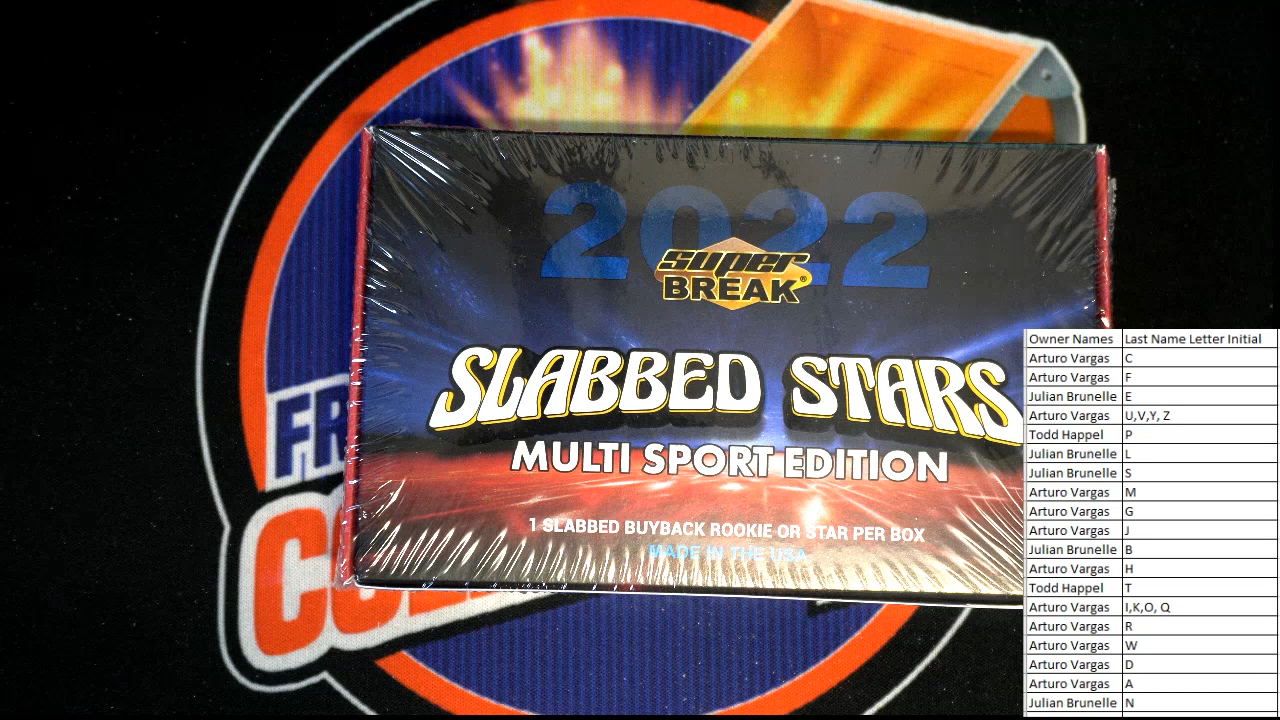 2022
super
BREAK®
SLABBED STARS
MULTI SPORT EDITION
1 SLABBED BUYBACK ROOKIE OR STAR PER BOX
MADE IN THE USA
FR
Owner Names Last Name Letter Initial
Arturo Vargas C
Arturo Vargas F
Julian Brunelle E
Arturo Vargas U,V,Y, Z
Todd Happel P
Julian Brunelle L
Julian Brunelle S
Arturo Vargas M
Arturo Vargas G
Arturo Vargas J
Julian Brunelle B
Arturo Vargas H
Todd Happel T
Arturo Vargas I,K,O, Q
Arturo Vargas R
Arturo Vargas W
Arturo Vargas D
Arturo Vargas A
Julian Brunelle N